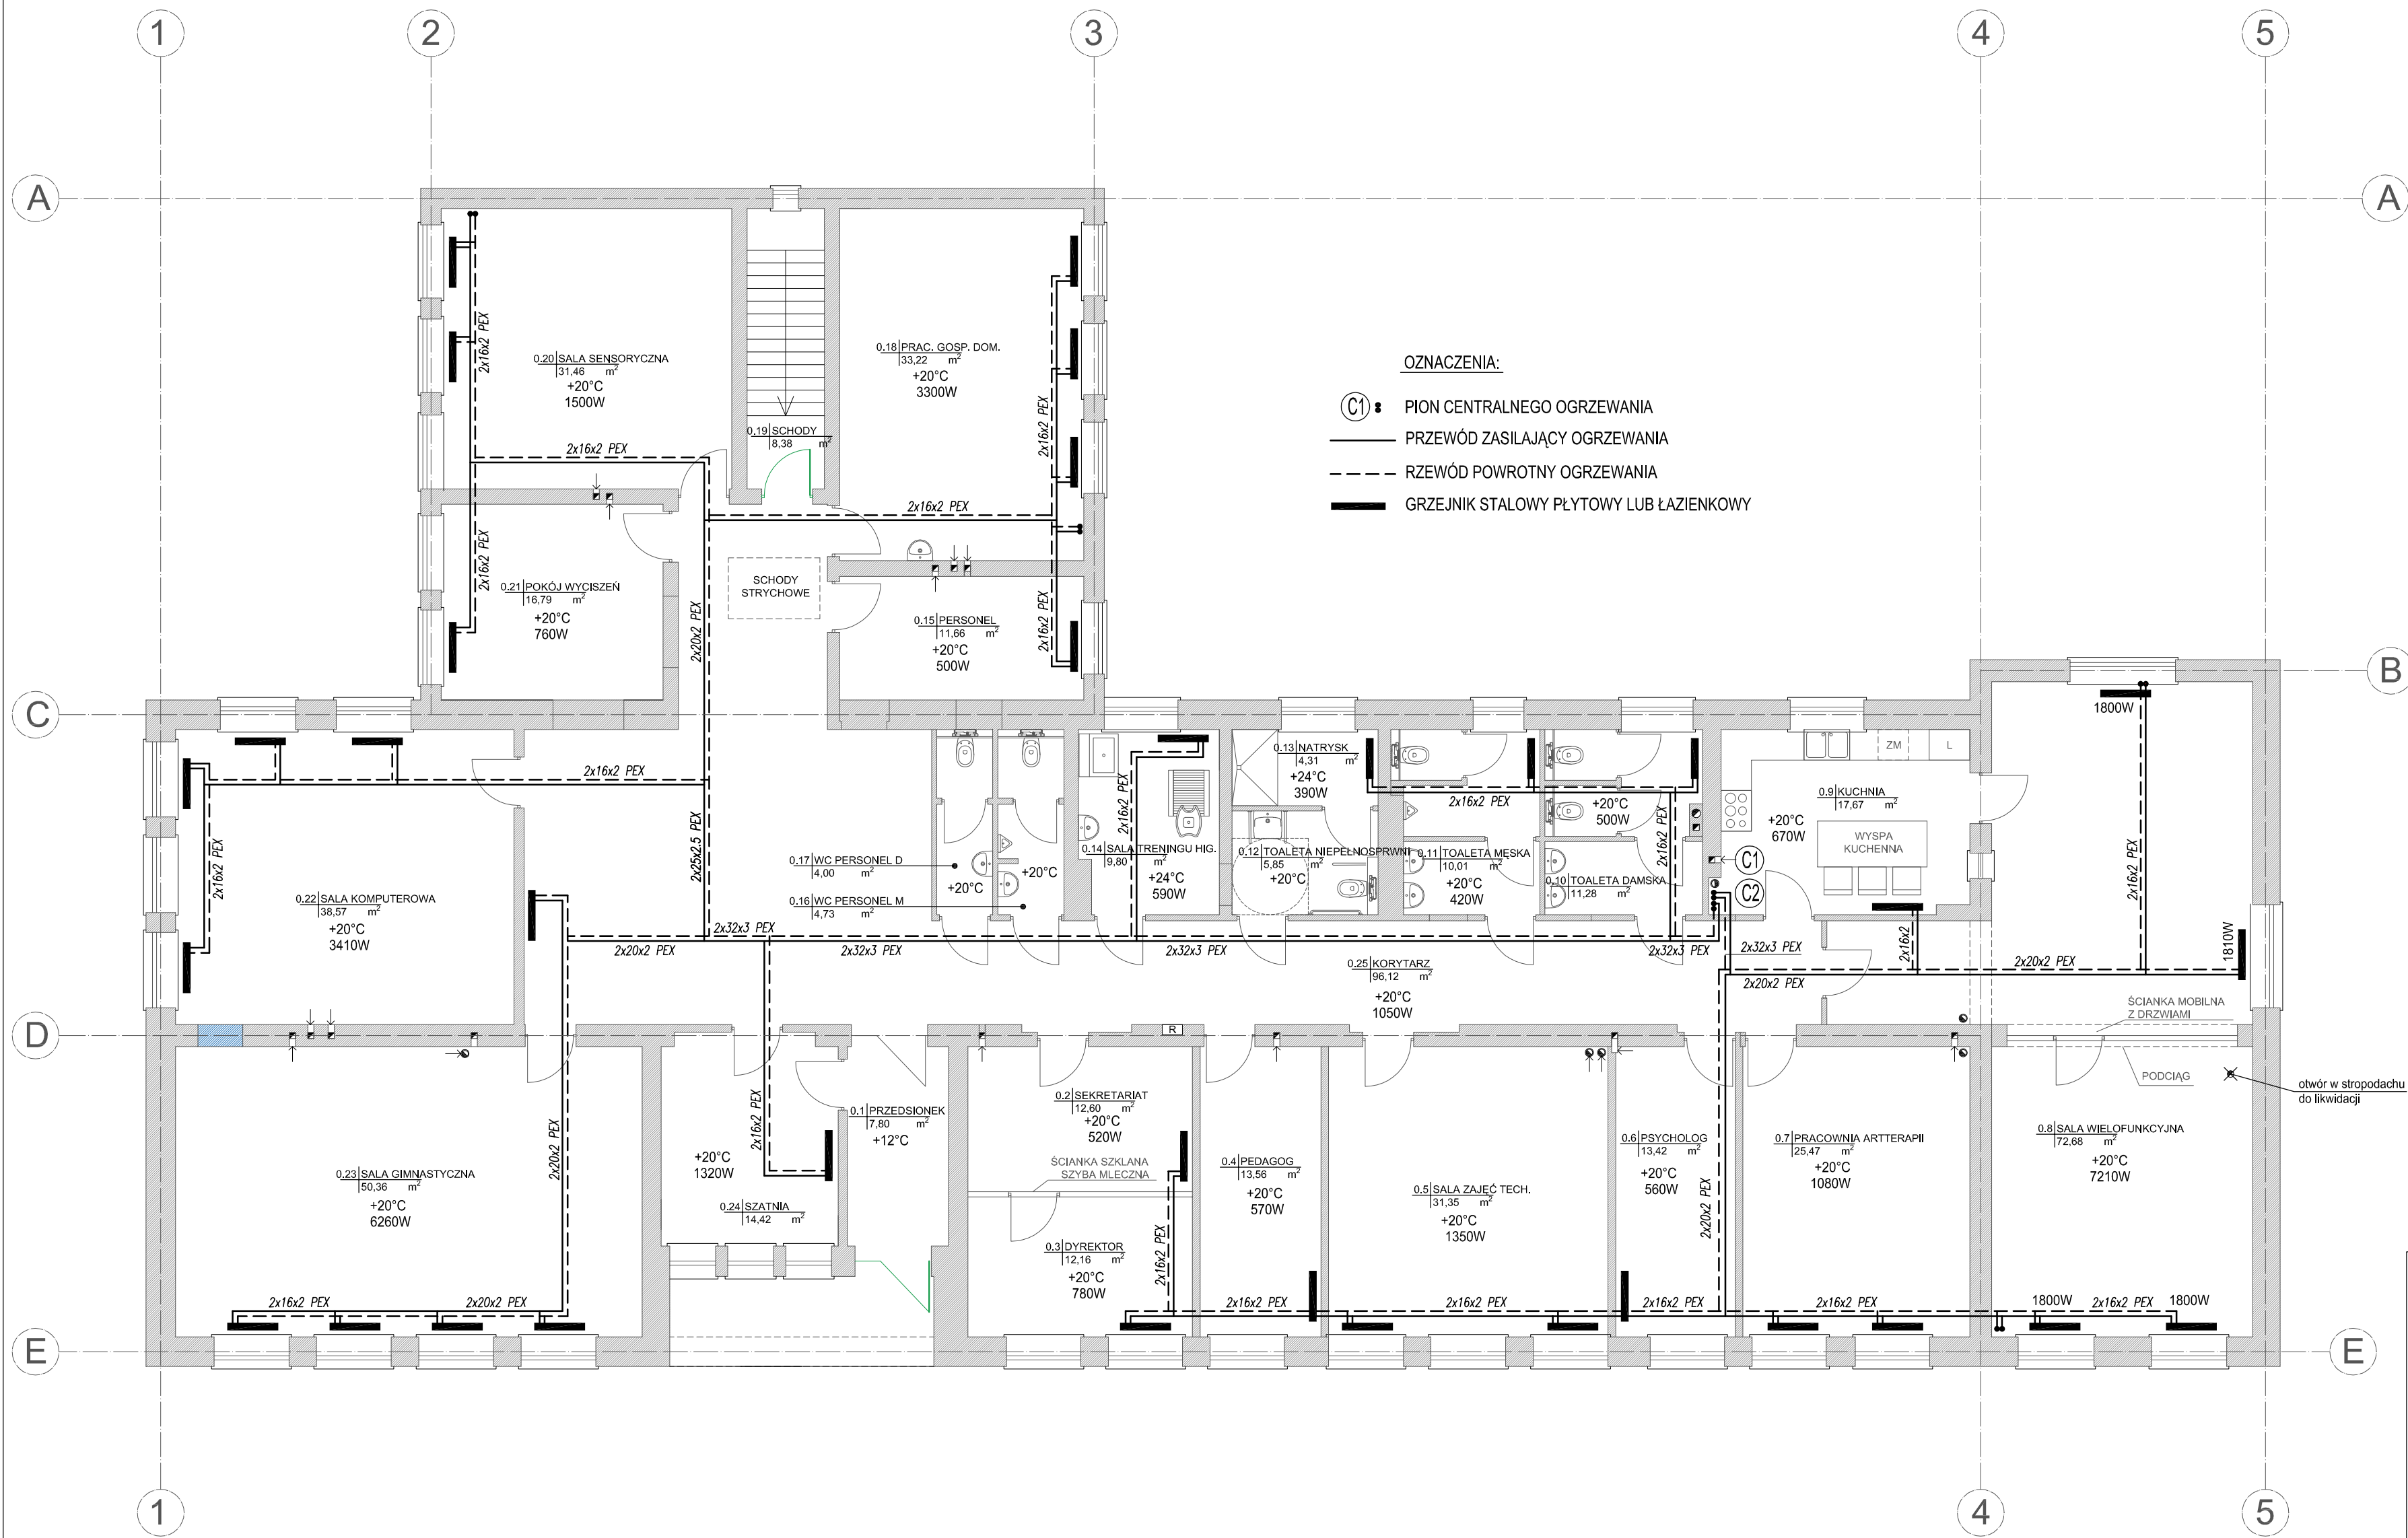 1
2
3
4
5
A
A
0.20 SALA SENSORYCZNA
31,46 m²
+20°C
1500W
2x16x2 PEX
2x16x2 PEX
2x16x2 PEX
0.19 SCHODY
8,38 m²
0.18 PRAC. GOSP. DOM.
33,22 m²
+20°C
3300W
2x16x2 PEX
2x16x2 PEX
2x16x2 PEX
OZNACZENIA:
C1 PION CENTRALNEGO OGRZEWANIA
PRZEWÓD ZASILAJĄCY OGRZEWANIA
RZEWÓD POWROTNY OGRZEWANIA
GRZEJNIK STALOWY PŁYTOWY LUB ŁAZIENKOWY
0.21 POKÓJ WYCISZEŃ
16,79 m²
+20°C
760W
2x20x2 PEX
SCHODY
STRYCHOWE
0.15 PERSONEL
11,66 m²
+20°C
500W
B
C
1800W
2x16x2 PEX
2x16x2 PEX
2x25x2.5 PEX
0.22 SALA KOMPUTEROWA
38,57 m²
+20°C
3410W
0.17 WC PERSONEL D
4,00 m²
+20°C
0.16 WC PERSONEL M
4,73 m²
+20°C
2x16x2 PEX
0.14 SALA TRENINGU HIG.
9,80 m²
+24°C
590W
0.13 NATRYSK
4,31 m²
+24°C
390W
0.12 TOALETA NIEPEŁNOSPRWNI
5,85 m²
+20°C
2x16x2 PEX
0.11 TOALETA MĘSKA
10,01 m²
+20°C
420W
+20°C
500W
2x16x2 PEX
0.10 TOALETA DAMSKA
11,28 m²
ZM
L
0.9 KUCHNIA
17,67 m²
+20°C
670W
WYSPA
KUCHENNA
C1
C2
2x16x2 PEX
1810W
2x20x2 PEX
2x32x3 PEX
2x32x3 PEX
2x32x3 PEX
2x32x3 PEX
2x32x3 PEX
2x16x2
2x20x2 PEX
2x20x2 PEX
0.25 KORYTARZ
96,12 m²
+20°C
1050W
ŚCIANKA MOBILNA
Z DRZWIAMI
D
R
PODCIĄG
otwór w stropodachu
do likwidacji
0.23 SALA GIMNASTYCZNA
50,36 m²
+20°C
6260W
2x20x2 PEX
2x16x2 PEX
2x20x2 PEX
+20°C
1320W
0.24 SZATNIA
14,42 m²
2x16x2 PEX
0.1 PRZEDSIONEK
7,80 m²
+12°C
0.2 SEKRETARIAT
12,60 m²
+20°C
520W
ŚCIANKA SZKLANA
SZYBA MLECZNA
0.3 DYREKTOR
12,16 m²
+20°C
780W
2x16x2 PEX
0.4 PEDAGOG
13,56 m²
+20°C
570W
2x16x2 PEX
0.5 SALA ZAJĘĆ TECH.
31,35 m²
+20°C
1350W
2x16x2 PEX
0.6 PSYCHOLOG
13,42 m²
+20°C
560W
2x16x2 PEX
2x20x2 PEX
0.7 PRACOWNIA ARTTERAPII
25,47 m²
+20°C
1080W
2x16x2 PEX
0.8 SALA WIELOFUNKCYJNA
72,68 m²
+20°C
7210W
1800W
2x16x2 PEX
1800W
E
E
1
4
5